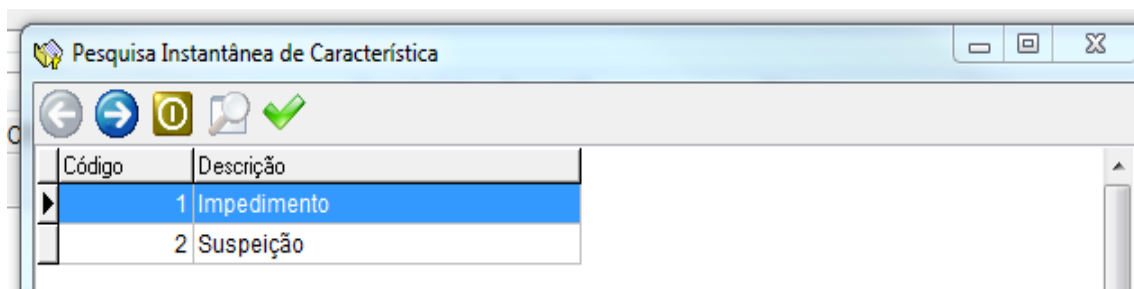 Pesquisa Instantânea de Característica
Código Descrição
1 Impedimento
2 Suspeição